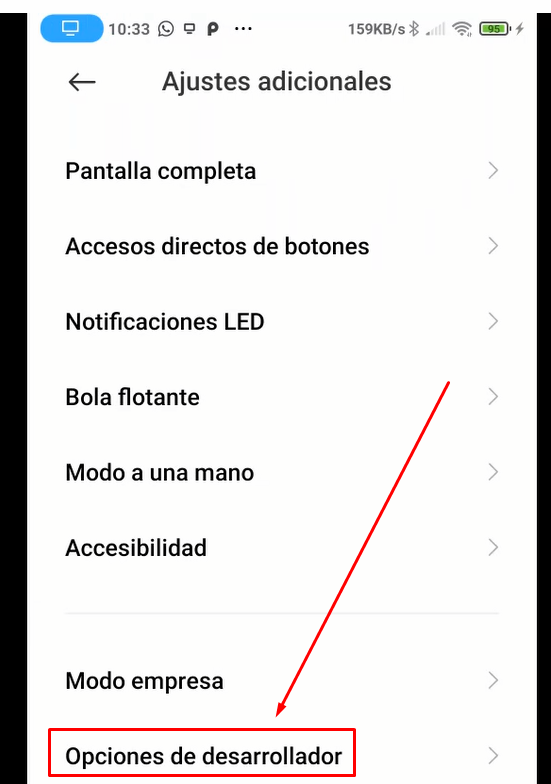 10:33 159KB/s 95
Ajustes adicionales
Pantalla completa
Accesos directos de botones
Notificaciones LED
Bola flotante
Modo a una mano
Accesibilidad
Modo empresa
Opciones de desarrollador